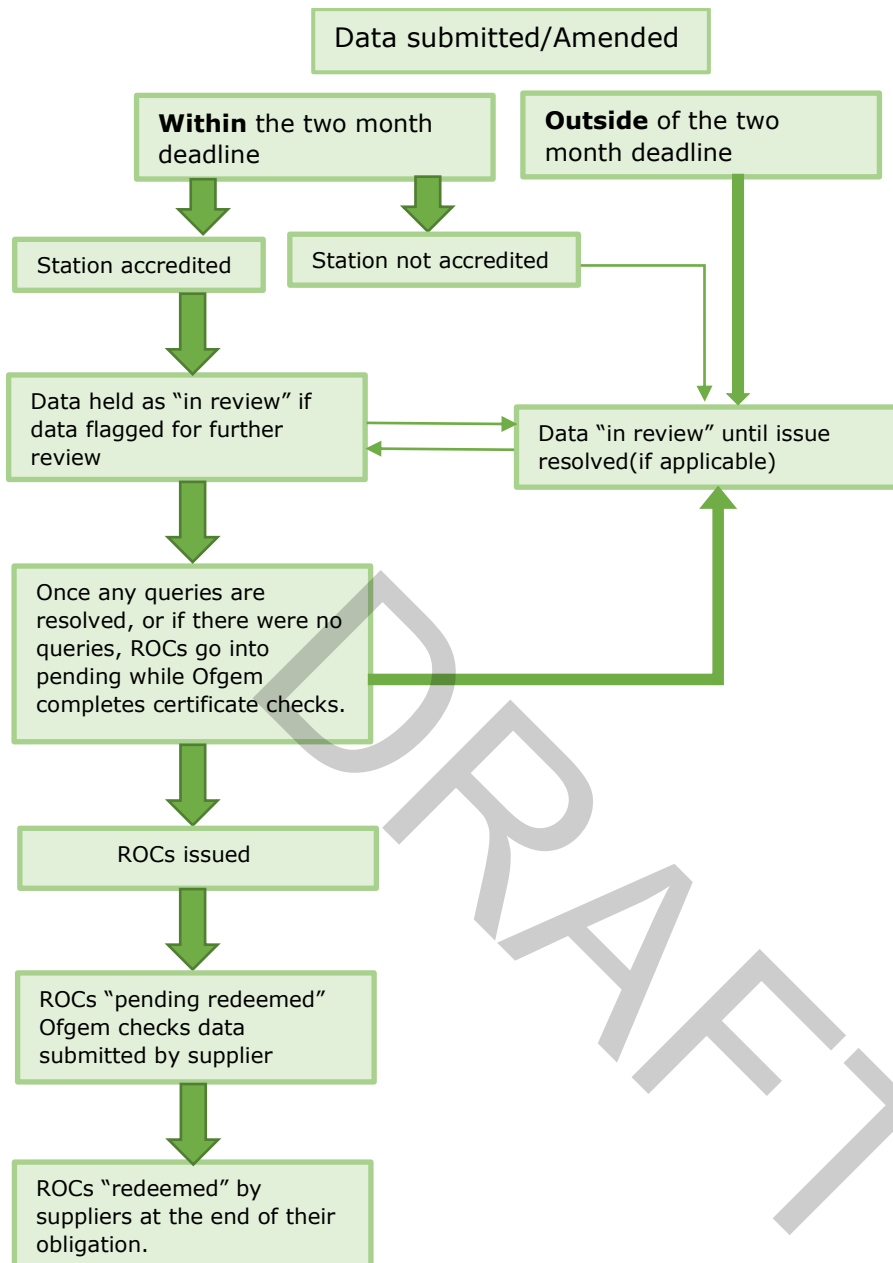 Data submitted/Amended
Within the two month
deadline
Outside of the two
month deadline
Station accredited
Station not accredited
Data held as “in review” if
data flagged for further
review
Data “in review” until issue
resolved(if applicable)
Once any queries are
resolved, or if there were no
queries, ROCs go into
pending while Ofgem
completes certificate checks.
ROCs issued
ROCs “pending redeemed”
Ofgem checks data
submitted by supplier
ROCs “redeemed” by
suppliers at the end of their
obligation.
DRAFT